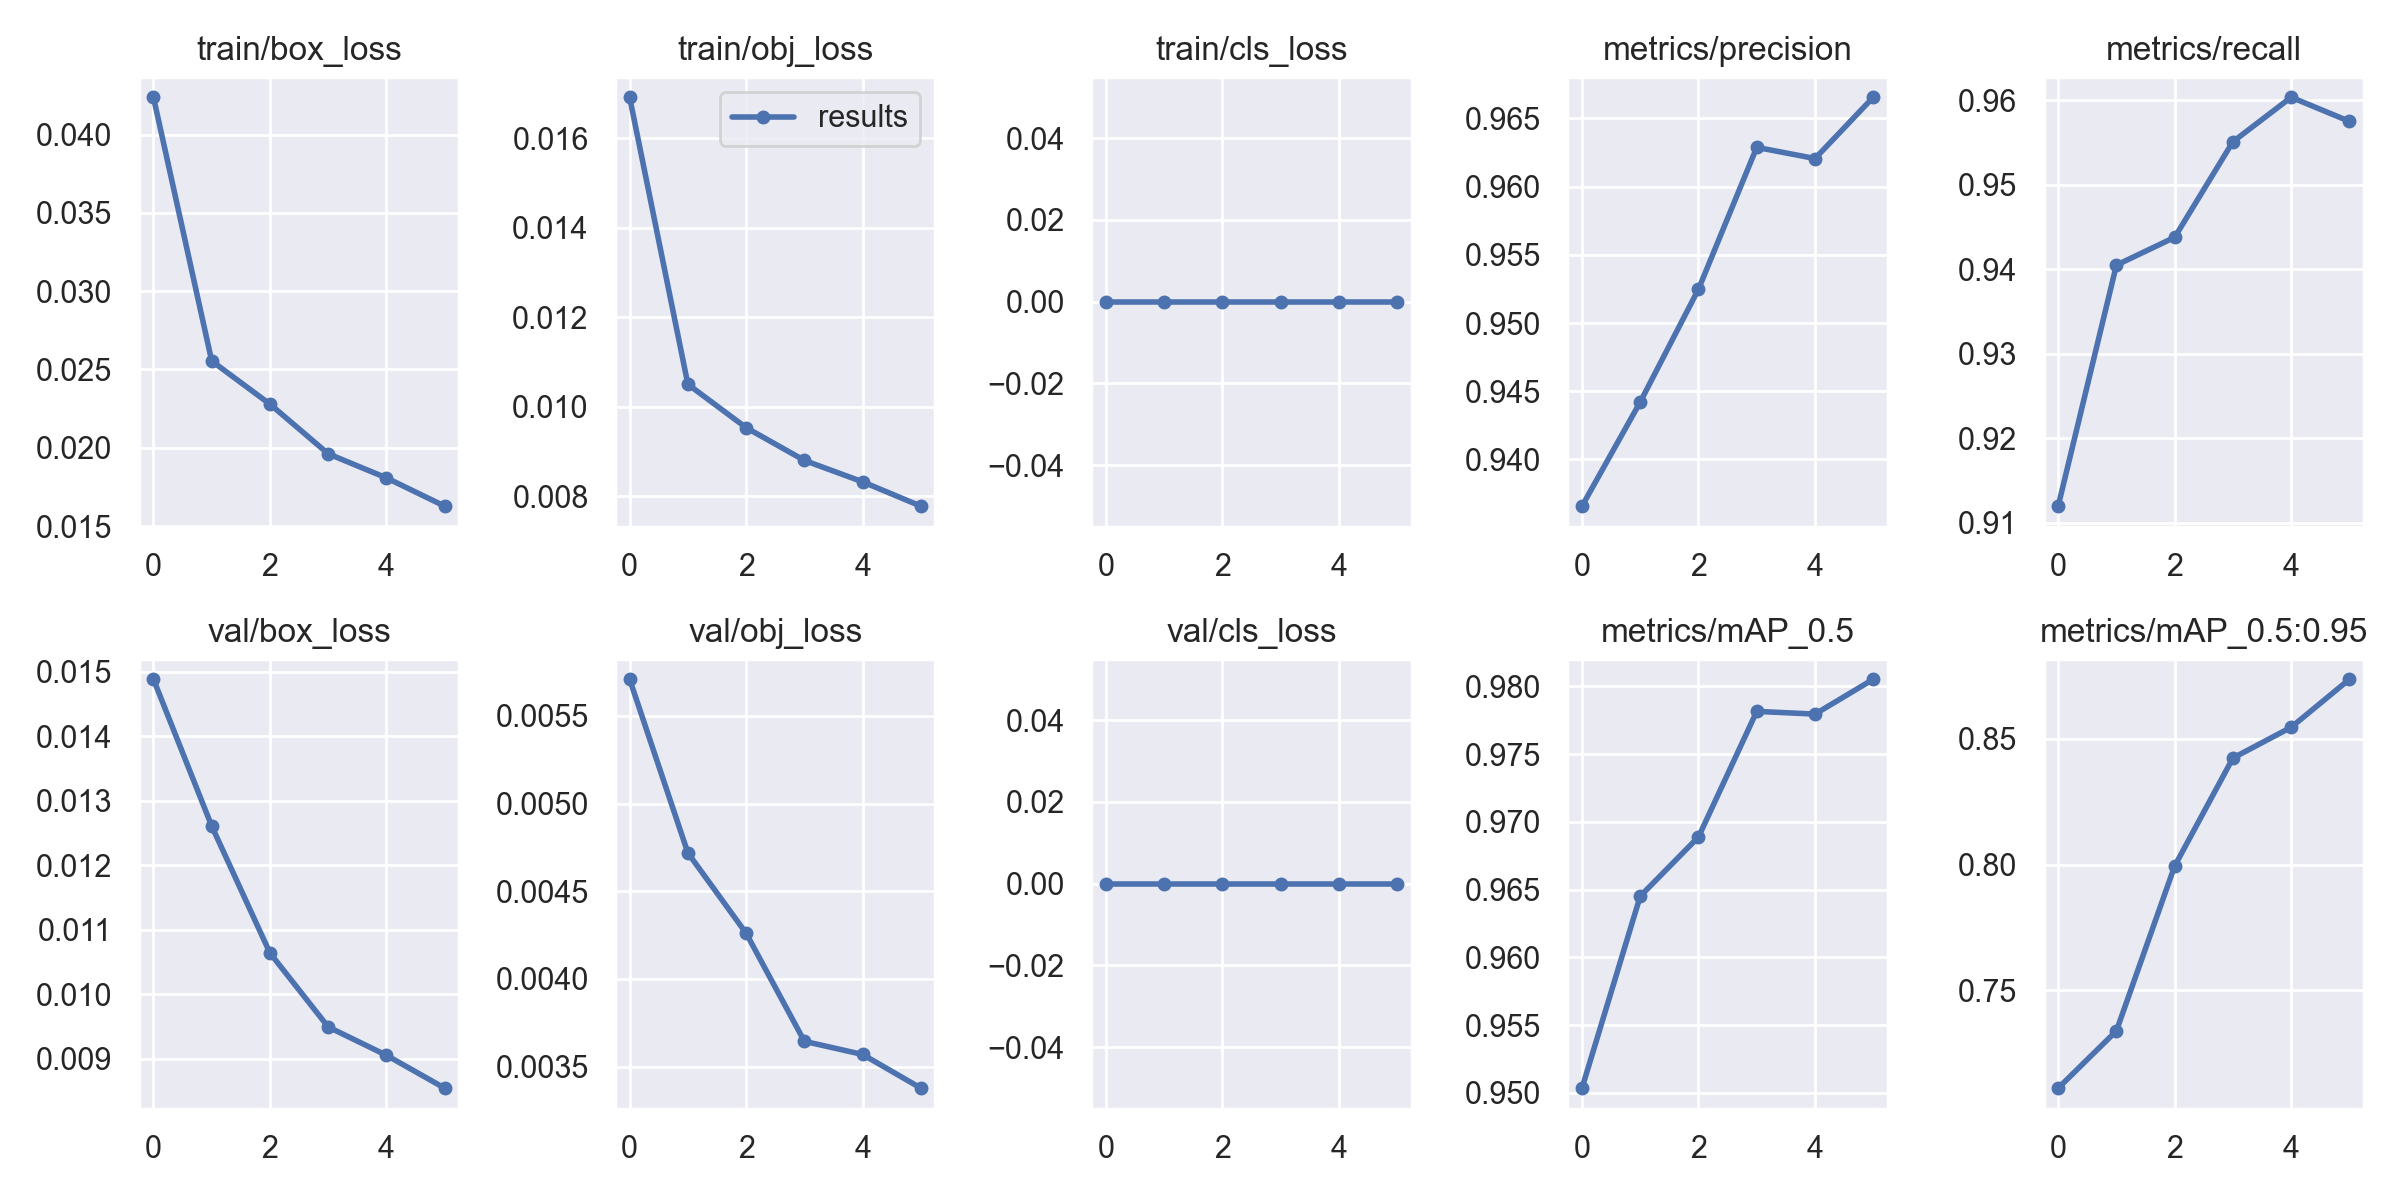 train/box_loss
0.040
0.035
0.030
0.025
0.020
0.015
0 2 4
train/obj_loss
results
0.016
0.014
0.012
0.010
0.008
0 2 4
train/cls_loss
0.04
0.02
0.00
−0.02
−0.04
0 2 4
metrics/precision
0.965
0.960
0.955
0.950
0.945
0.940
0 2 4
metrics/recall
0.96
0.95
0.94
0.93
0.92
0.91
0 2 4
val/box_loss
0.015
0.014
0.013
0.012
0.011
0.010
0.009
0 2 4
val/obj_loss
0.0055
0.0050
0.0045
0.0040
0.0035
0 2 4
val/cls_loss
0.04
0.02
0.00
−0.02
−0.04
0 2 4
metrics/mAP_0.5
0.980
0.975
0.970
0.965
0.960
0.955
0.950
0 2 4
metrics/mAP_0.5:0.95
0.85
0.80
0.75
0 2 4